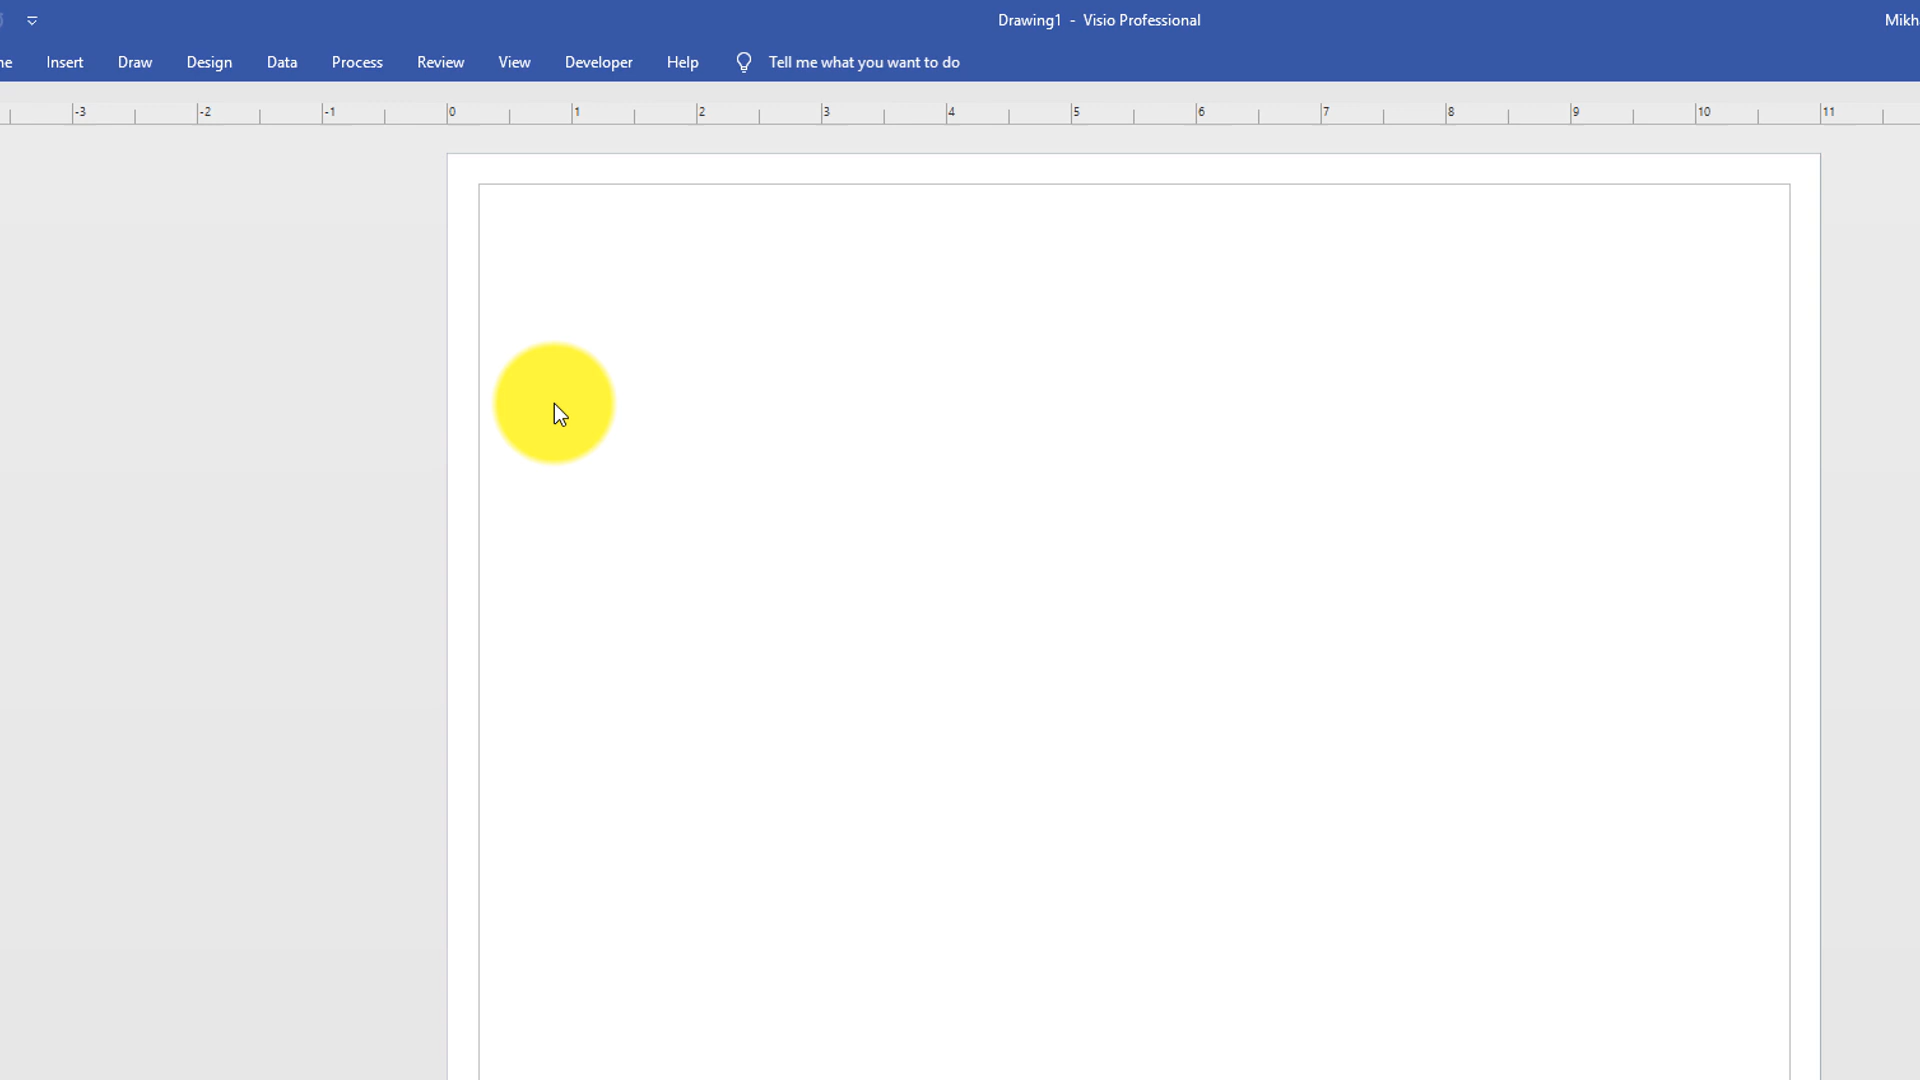 Drawing1 - Visio Professional
Mikh
ne Insert Draw Design Data Process Review View Developer Help Tell me what you want to do
-3 -2 -1 0 1 2 3 4 5 6 7 8 9 10 11